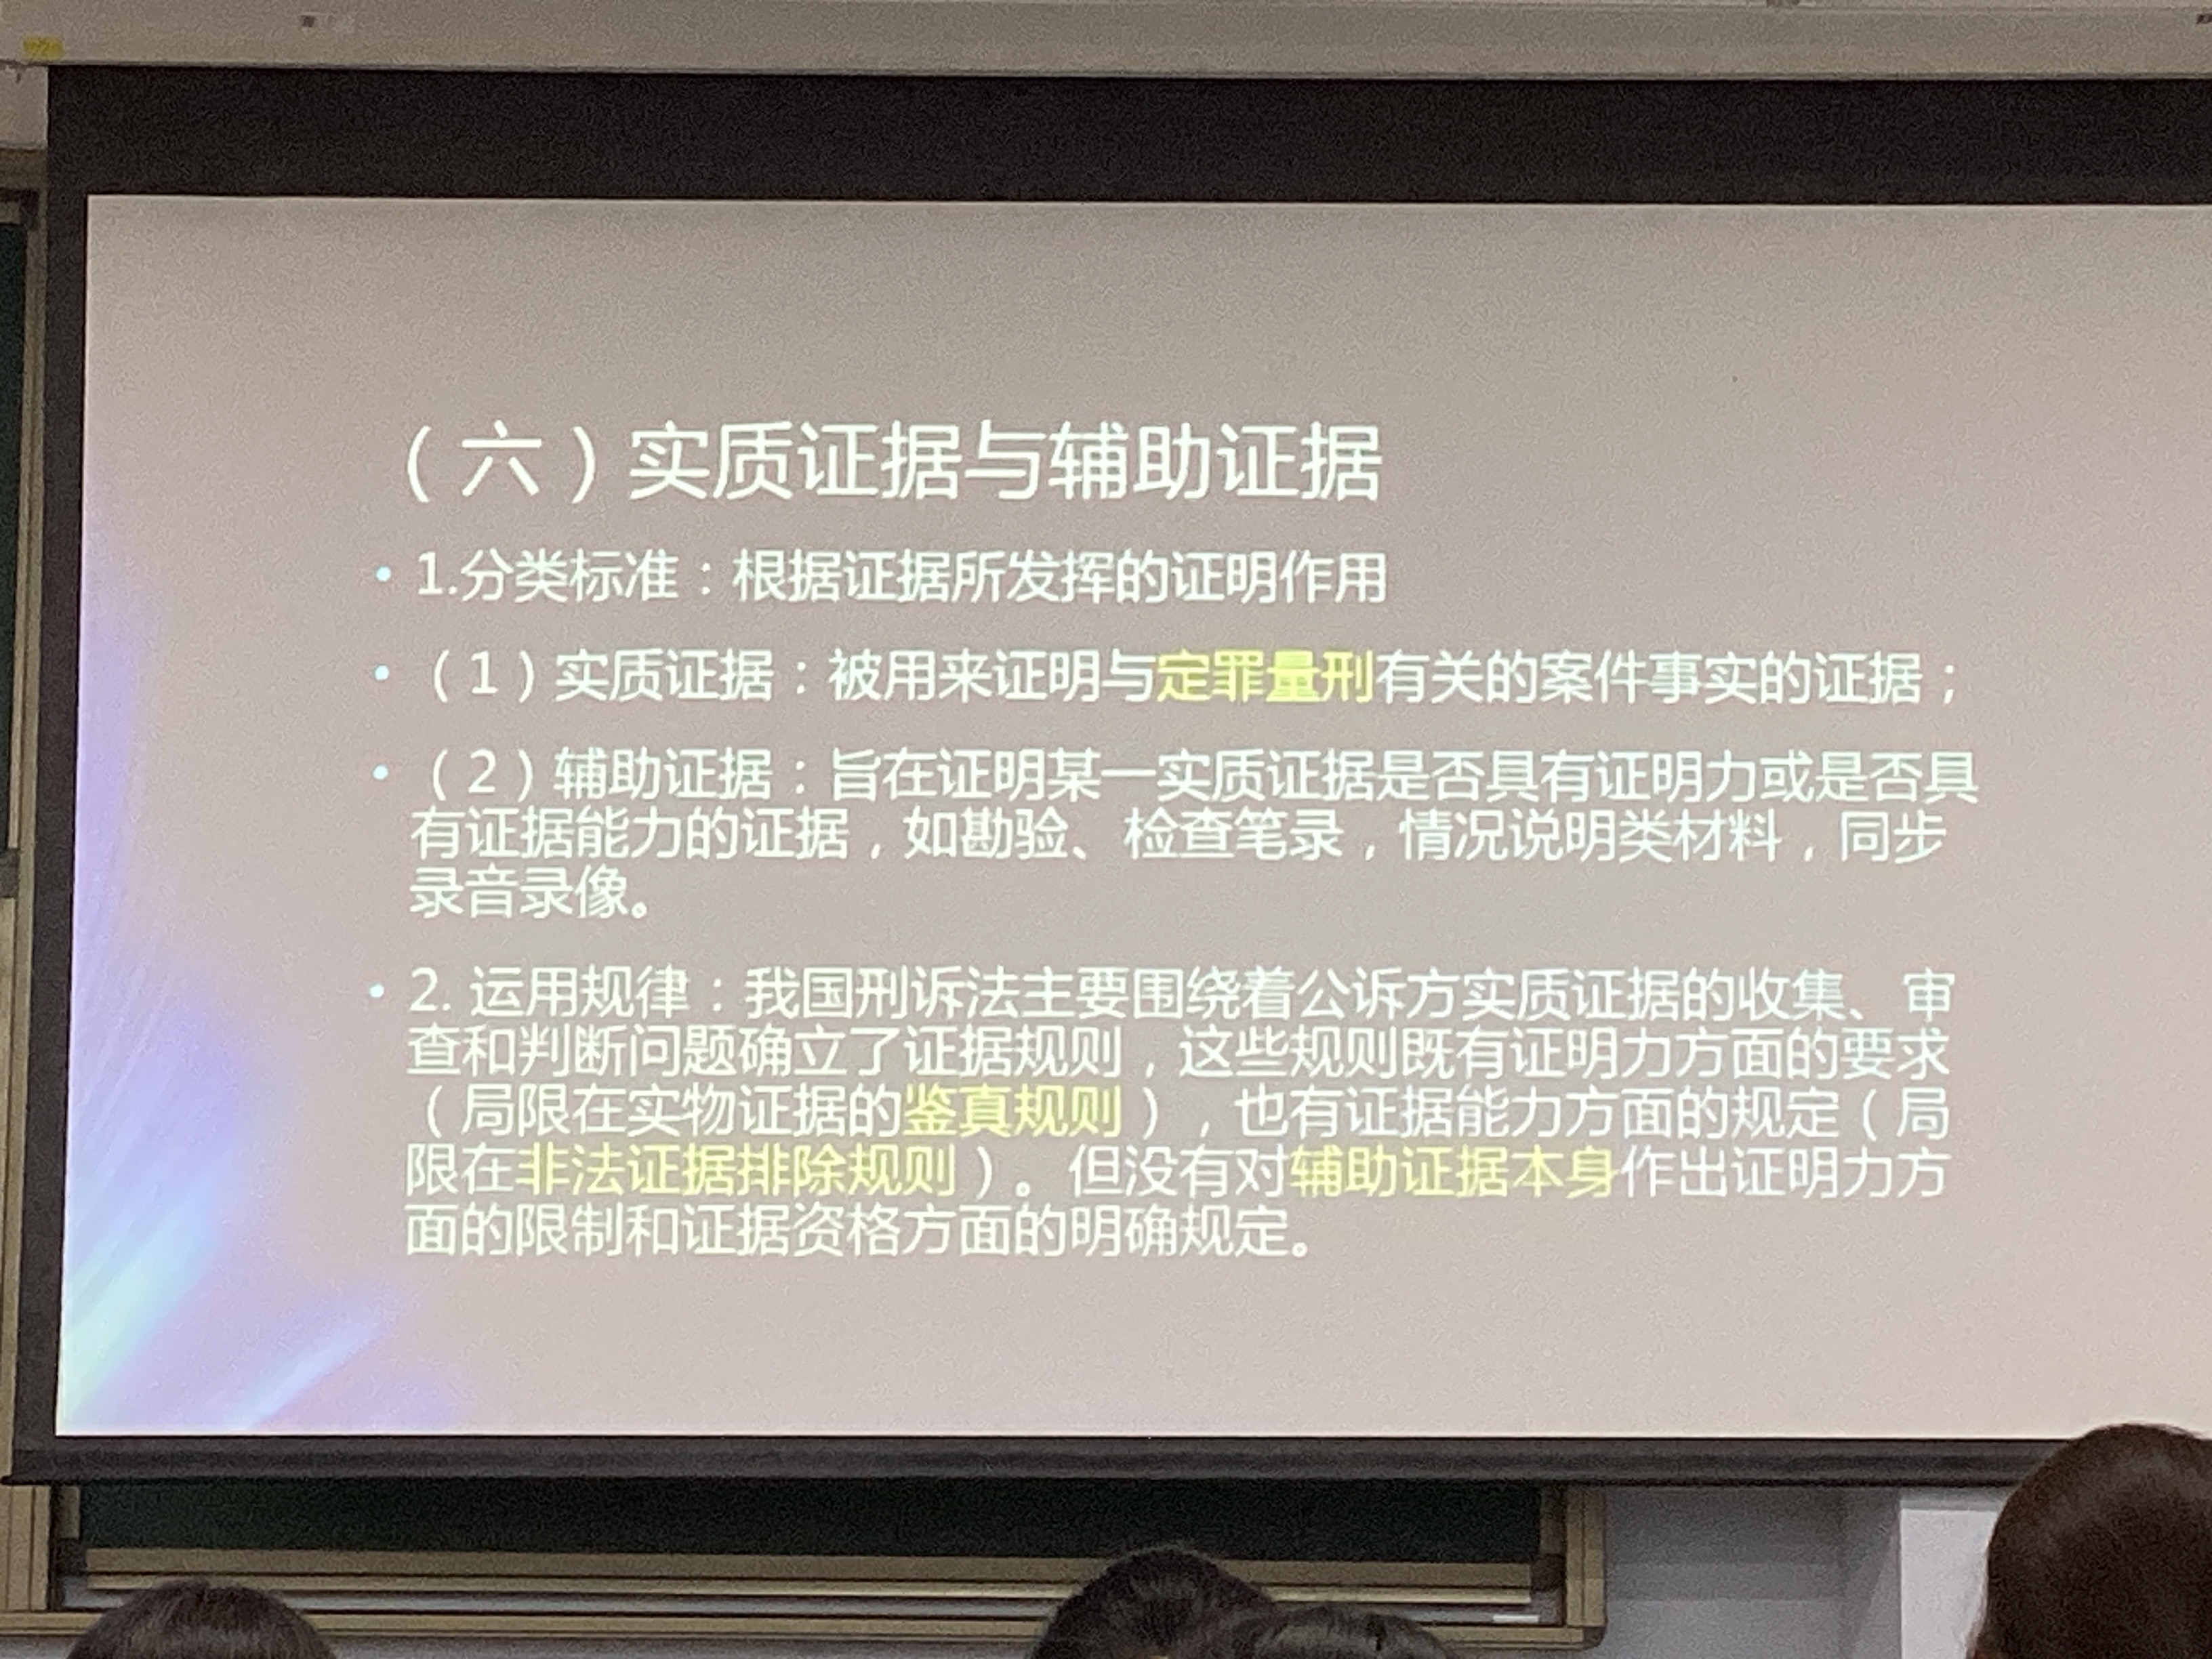 （六）实质证据与辅助证据
• 1.分类标准：根据证据所发挥的证明作用
• （1）实质证据：被用来证明与定罪量刑有关的案件事实的证据；
• （2）辅助证据：旨在证明某一实质证据是否具有证明力或是否具
有证据能力的证据，如勘验、检查笔录，情况说明类材料，同步
录音录像。
• 2. 运用规律：我国刑诉法主要围绕着公诉方实质证据的收集、审
查和判断问题确立了证据规则，这些规则既有证明力方面的要求
（局限在实物证据的鉴真规则），也有证据能力方面的规定（局
限在非法证据排除规则）。但没有对辅助证据本身作出证明力方
面的限制和证据资格方面的明确规定。